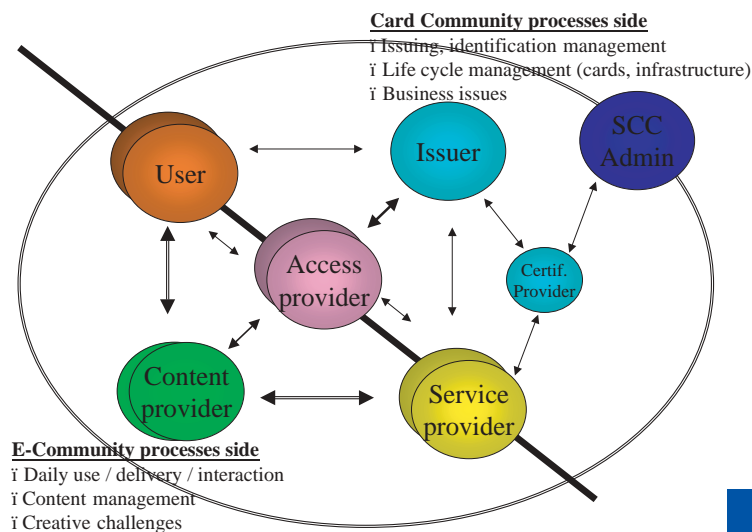 Card Community processes side
ï Issuing, identification management
ï Life cycle management (cards, infrastructure)
ï Business issues
SCC
Admin
User
Issuer
Access
provider
Certif.
Provider
Content
provider
Service
provider
E-Community processes side
ï Daily use / delivery / interaction
ï Content management
ï Creative challenges